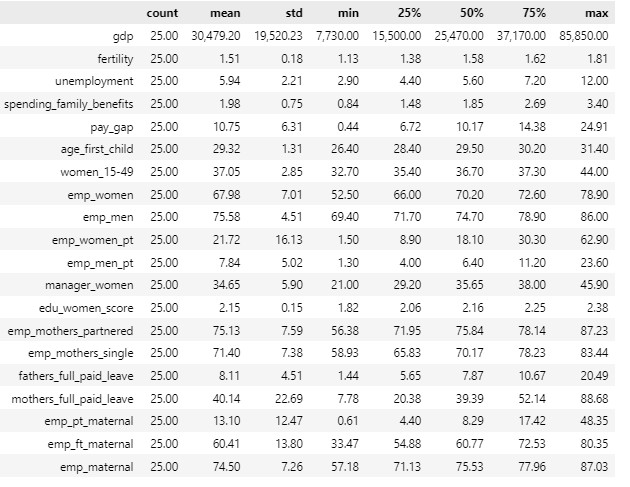 count mean std min 25% 50% 75% max
gdp 25.00 30,479.20 19,520.23 7,730.00 15,500.00 25,470.00 37,170.00 85,850.00
fertility 25.00 1.51 0.18 1.13 1.38 1.58 1.62 1.81
unemployment 25.00 5.94 2.21 2.90 4.40 5.60 7.20 12.00
spending_family_benefits 25.00 1.98 0.75 0.84 1.48 1.85 2.69 3.40
pay_gap 25.00 10.75 6.31 0.44 6.72 10.17 14.38 24.91
age_first_child 25.00 29.32 1.31 26.40 28.40 29.50 30.20 31.40
women_15-49 25.00 37.05 2.85 32.70 35.40 36.70 37.30 44.00
emp_women 25.00 67.98 7.01 52.50 66.00 70.20 72.60 78.90
emp_men 25.00 75.58 4.51 69.40 71.70 74.70 78.90 86.00
emp_women_pt 25.00 21.72 16.13 1.50 8.90 18.10 30.30 62.90
emp_men_pt 25.00 7.84 5.02 1.30 4.00 6.40 11.20 23.60
manager_women 25.00 34.65 5.90 21.00 29.20 35.65 38.00 45.90
edu_women_score 25.00 2.15 0.15 1.82 2.06 2.16 2.25 2.38
emp_mothers_partnered 25.00 75.13 7.59 56.38 71.95 75.84 78.14 87.23
emp_mothers_single 25.00 71.40 7.38 58.93 65.83 70.17 78.23 83.44
fathers_full_paid_leave 25.00 8.11 4.51 1.44 5.65 7.87 10.67 20.49
mothers_full_paid_leave 25.00 40.14 22.69 7.78 20.38 39.39 52.14 88.68
emp_pt_maternal 25.00 13.10 12.47 0.61 4.40 8.29 17.42 48.35
emp_ft_maternal 25.00 60.41 13.80 33.47 54.88 60.77 72.53 80.35
emp_maternal 25.00 74.50 7.26 57.18 71.13 75.53 77.96 87.03